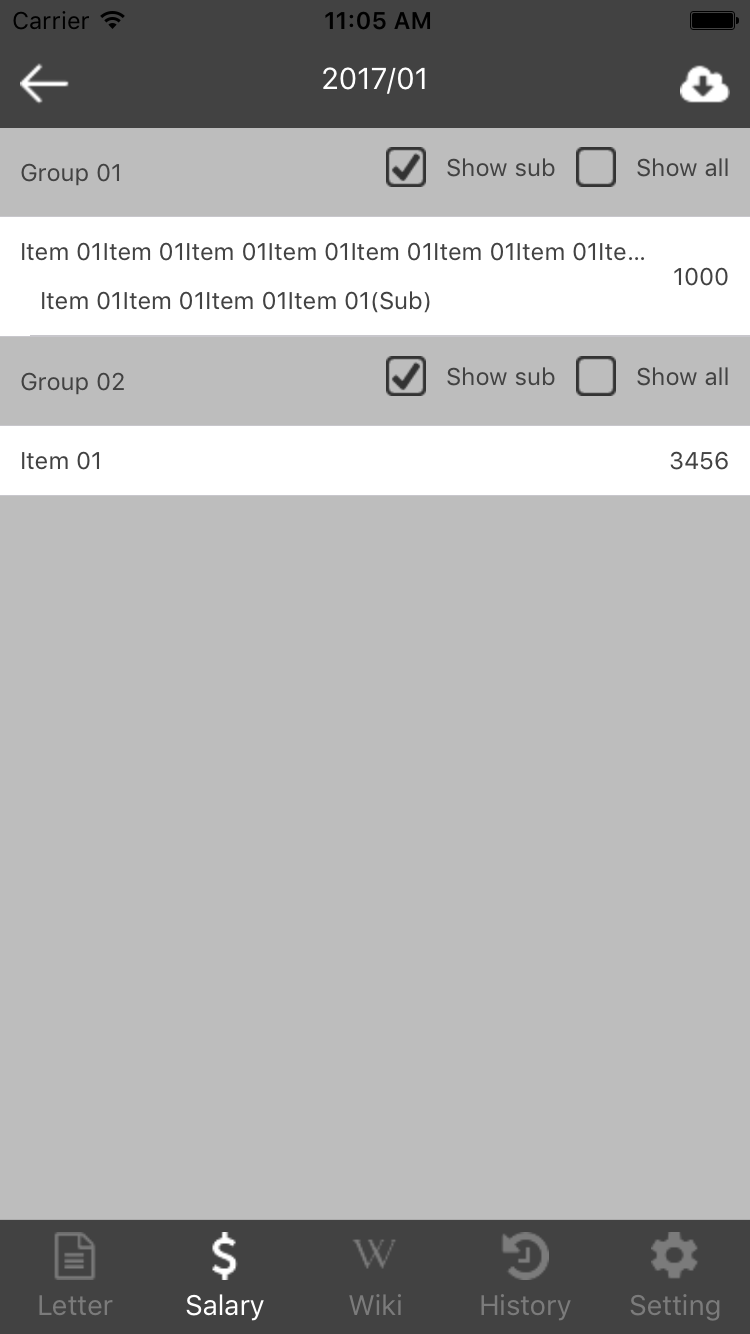 Carrier 11:05 AM
2017/01
Group 01 Show sub Show all
Item 01Item 01Item 01Item 01Item 01Item 01Item 01Ite...
1000
Item 01Item 01Item 01Item 01(Sub)
Group 02 Show sub Show all
Item 01 3456
Letter Salary Wiki History Setting